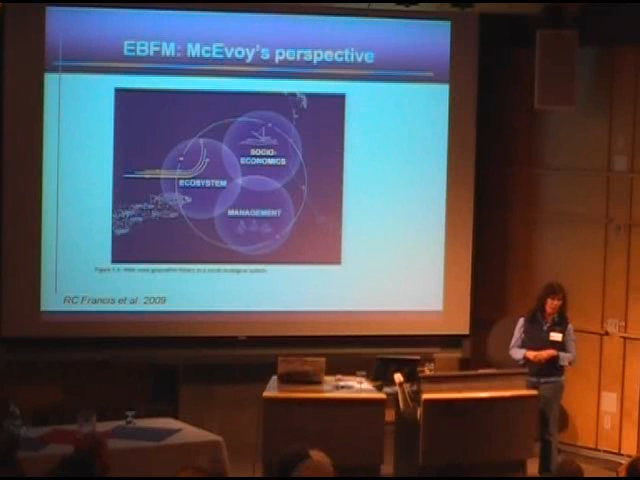 EBFM: McEvoy's perspective
SOCIO-
ECONOMICS
ECOSYSTEM
MANAGEMENT
RC Francis et al. 2009